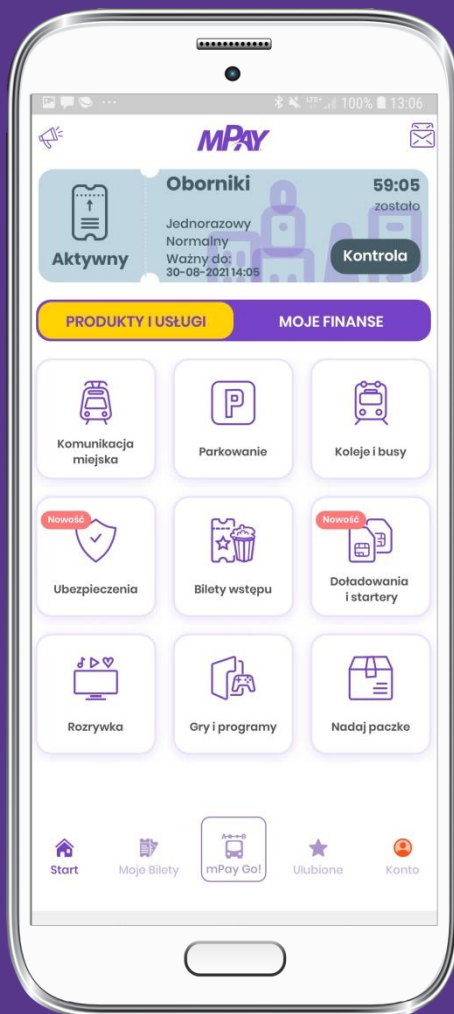 LTE+ 100% 13:06
mPAY
Oborniki
59:05
zostało
Jednorazowy
Normalny
Ważny do:
30-08-2021 14:05
Aktywny
Kontrola
PRODUKTY I USŁUGI
MOJE FINANSE
Komunikacja
miejska
Parkowanie
Koleje i busy
Nowość
Ubezpieczenia
Bilety wstępu
Nowość
Doładowania
i startery
Rozrywka
Gry i programy
Nadaj paczke
Start
Moje Bilety
A B
mPay Go!
Ulubione
Konto